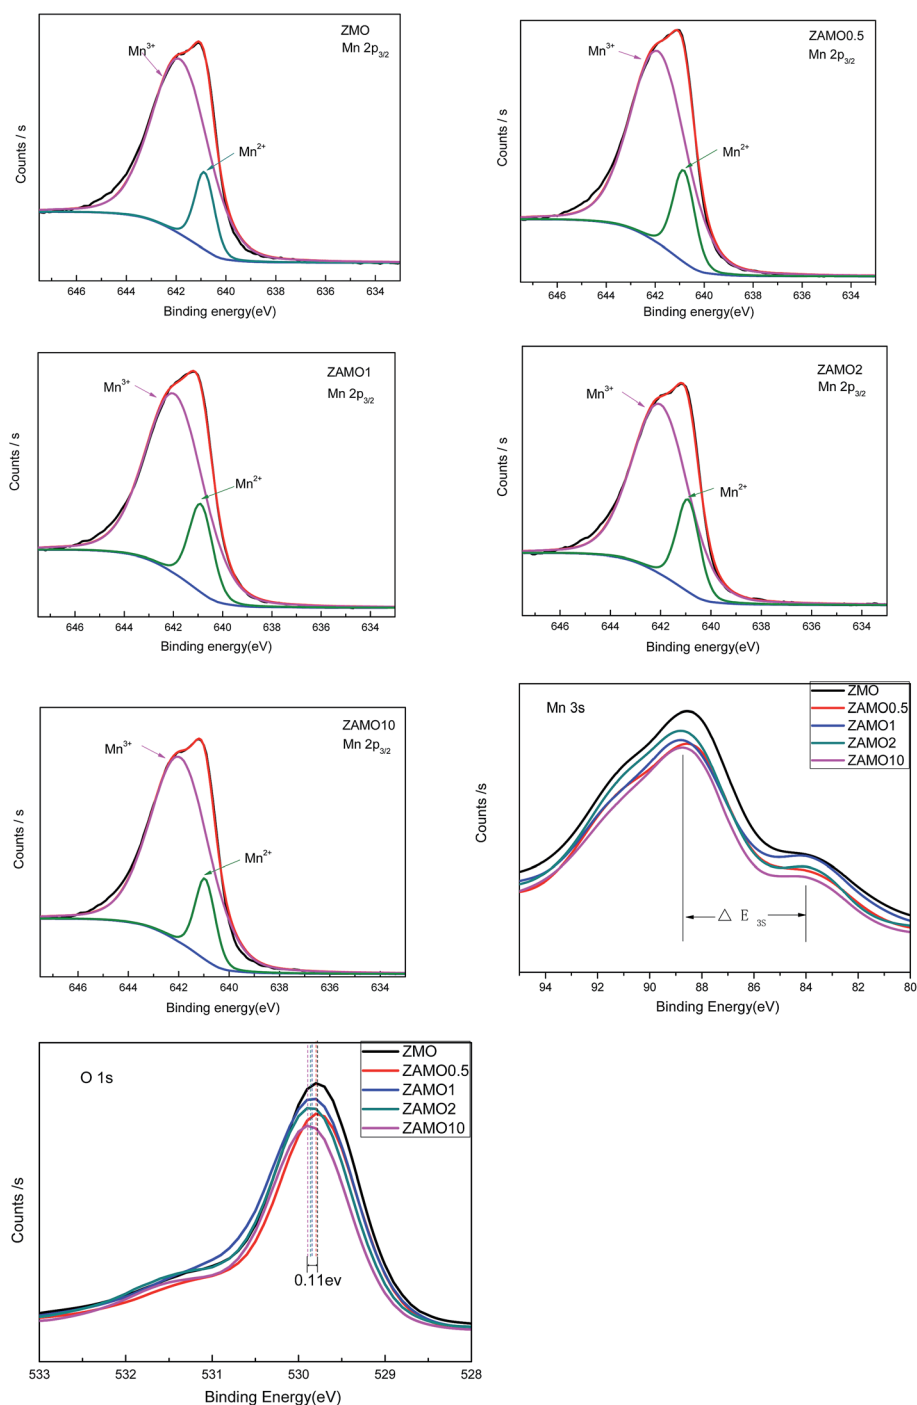 ZMO
Mn 2p3/2
Mn3+
Mn2+
Counts / s
646 644 642 640 638 636 634
Binding energy(eV)
ZAMO0.5
Mn 2p3/2
Mn3+
Mn2+
Counts / s
646 644 642 640 638 636 634
Binding energy(eV)
ZAMO1
Mn 2p3/2
Mn3+
Mn2+
Counts / s
646 644 642 640 638 636 634
Binding energy(eV)
ZAMO2
Mn 2p3/2
Mn3+
Mn2+
Counts / s
646 644 642 640 638 636 634
Binding energy(eV)
ZAMO10
Mn 2p3/2
Mn3+
Mn2+
Counts / s
646 644 642 640 638 636 634
Binding energy(eV)
Mn 3s
ZMO
ZAMO0.5
ZAMO1
ZAMO2
ZAMO10
Counts /s
△ E 3S
94 92 90 88 86 84 82 80
Binding Energy(eV)
O 1s
ZMO
ZAMO0.5
ZAMO1
ZAMO2
ZAMO10
Counts /s
0.11ev
533 532 531 530 529 528
Binding Energy(eV)